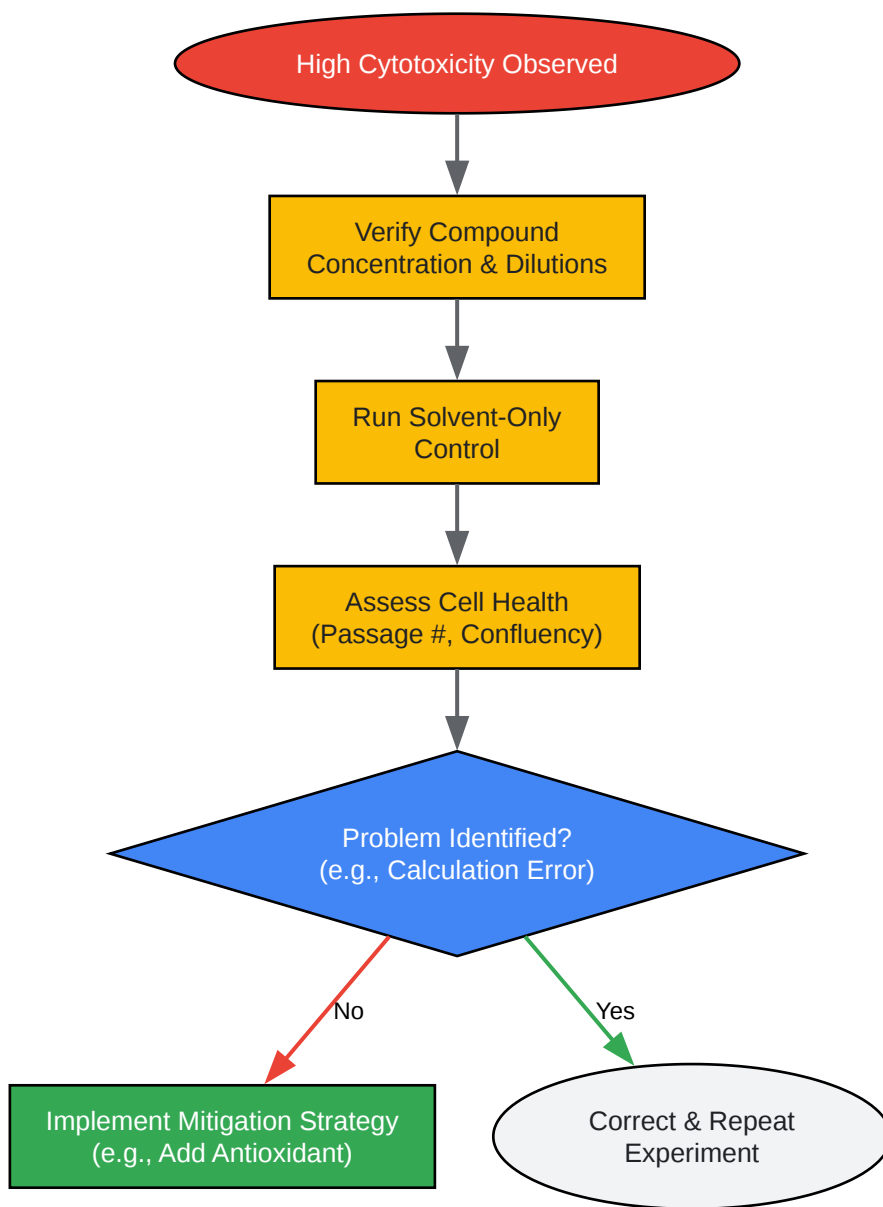 High Cytotoxicity Observed
Verify Compound
Concentration & Dilutions
Run Solvent-Only
Control
Assess Cell Health
(Passage #, Confluency)
Problem Identified?
(e.g., Calculation Error)
No
Yes
Implement Mitigation Strategy
(e.g., Add Antioxidant)
Correct & Repeat
Experiment